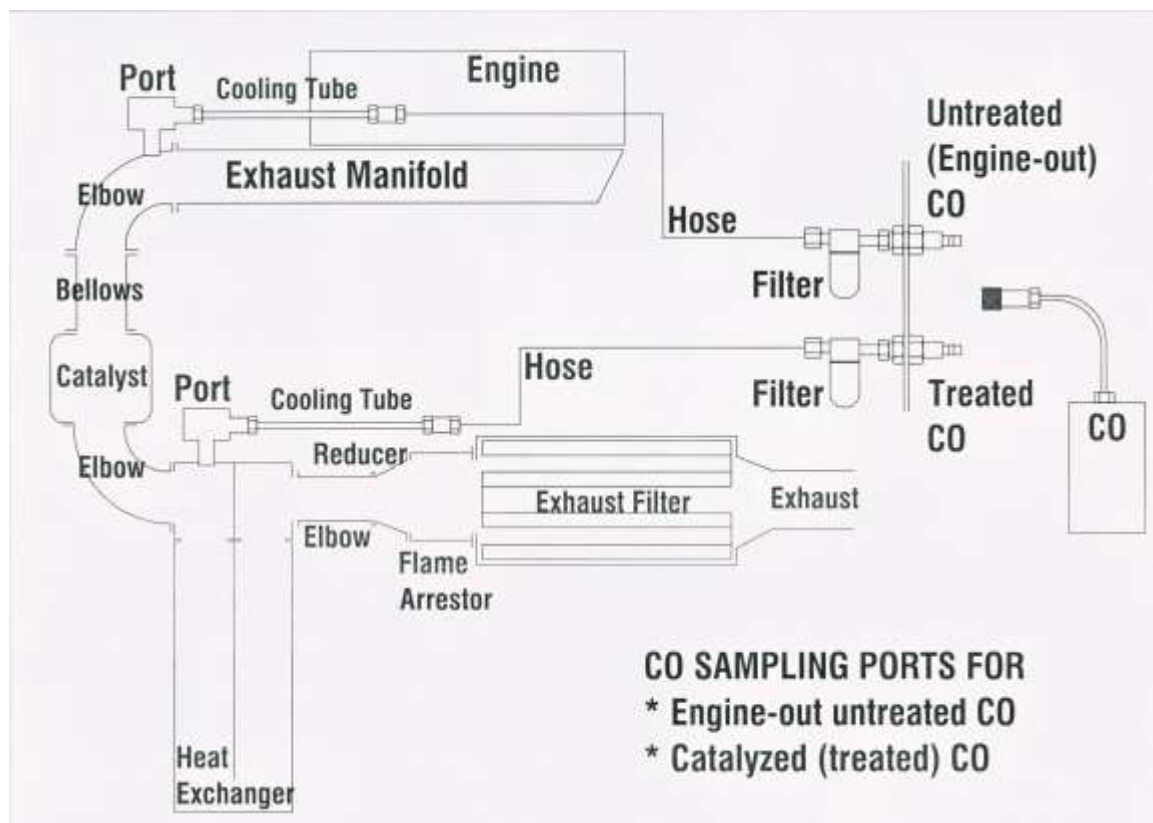 Engine
Port
Cooling Tube
Untreated
(Engine-out)
CO
Exhaust Manifold
Elbow
Hose
Bellows
Filter
Catalyst
Port
Hose
Cooling Tube
Filter
Treated
CO
CO
Elbow
Reducer
Exhaust Filter
Exhaust
Elbow
Flame
Arrestor
CO SAMPLING PORTS FOR
* Engine-out untreated CO
* Catalyzed (treated) CO
Heat
Exchanger